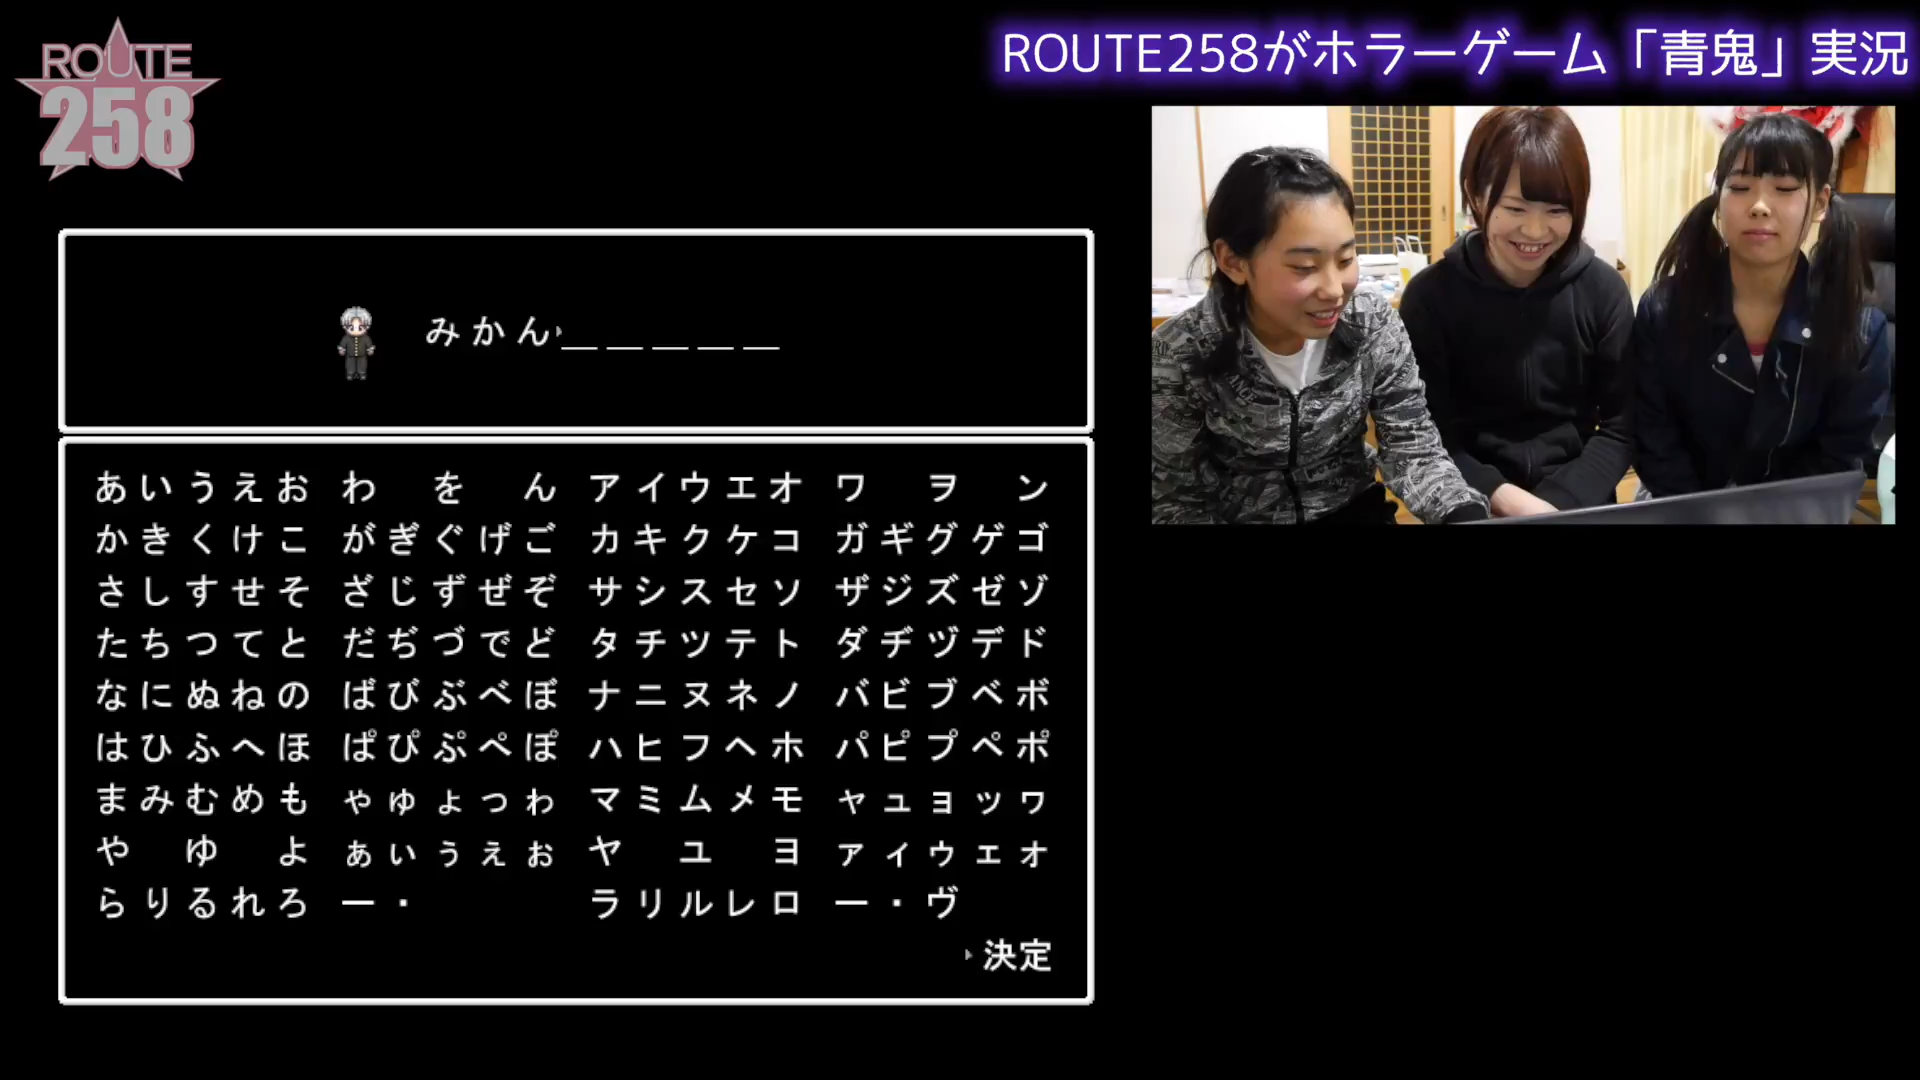 ROUTE
258
ROUTE258がホラーゲーム「青鬼」実況
みかん
あいうえお わ を ん アイウエオ ワ ヲ ン
かきくけこ がぎぐげご カキクケコ ガギグゲゴ
さしすせそ ざじずぜぞ サシスセソ ザジズゼゾ
たちつてと だぢづでど タチツテト ダヂヅデド
なにぬねの ばびぶべぼ ナニヌネノ バビブベボ
はひふへほ ぱぴぷぺぽ ハヒフヘホ パピプペポ
まみむめも ゃゅょっゎ マミムメモ ャュョッヮ
や ゆ よ ぁぃぅぇぉ ヤ ユ ヨ ァィゥェォ
らりるれろ ー・ ラリルレロ ー・ヴ
決定